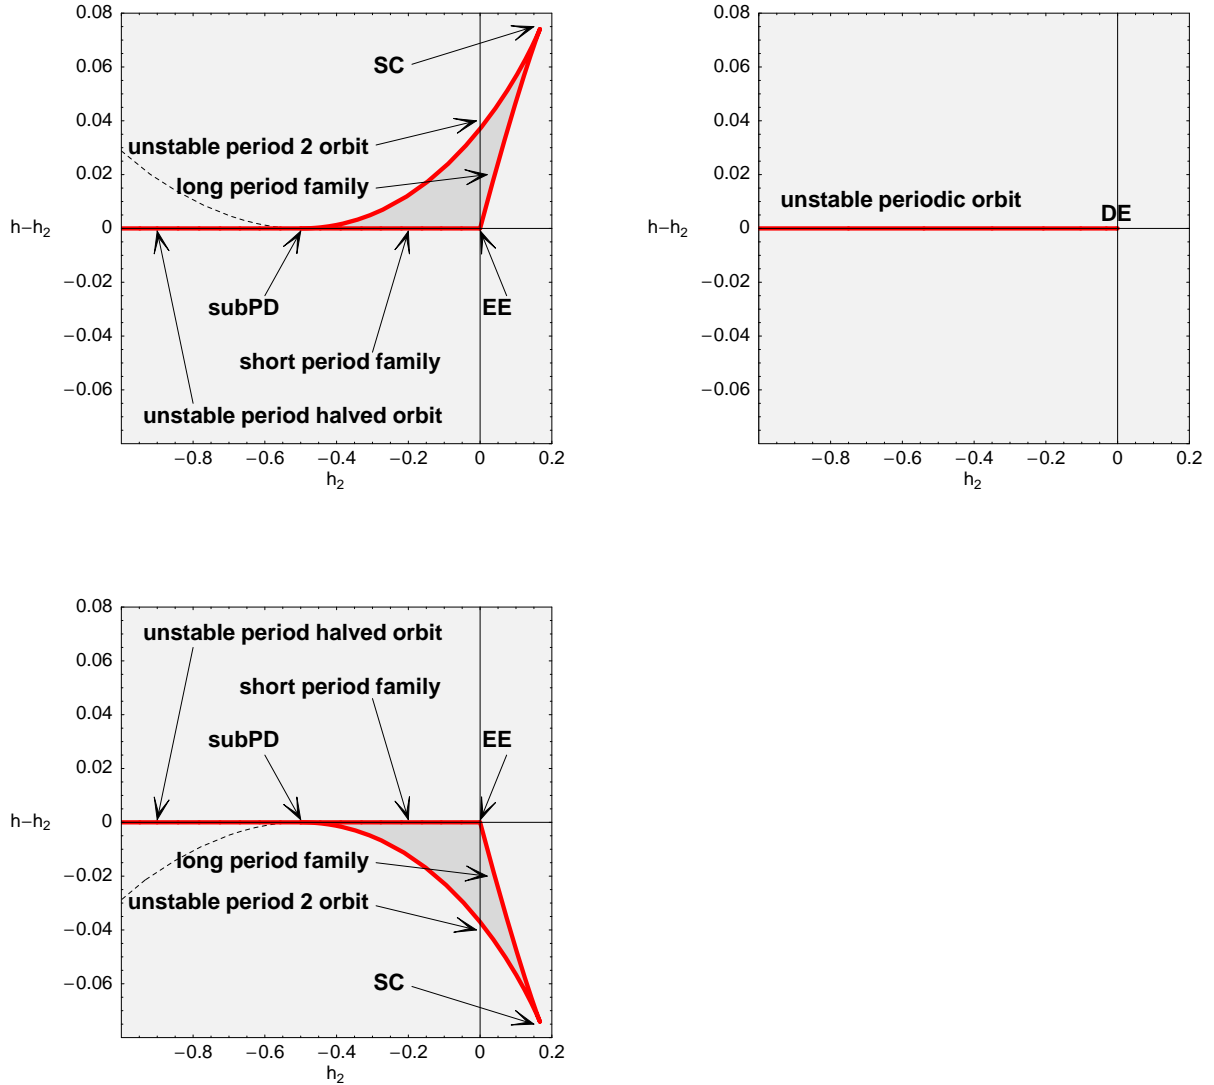 0.08
SC
0.06
0.04
unstable period 2 orbit
long period family
0.02
h−h2
0
−0.02
subPD
EE
−0.04
short period family
−0.06
unstable period halved orbit
−0.8
−0.6
−0.4
−0.2
0
0.2
h2
0.08
0.06
0.04
0.02
unstable periodic orbit
DE
h−h2
0
−0.02
−0.04
−0.06
−0.8
−0.6
−0.4
−0.2
0
0.2
h2
0.08
unstable period halved orbit
0.06
short period family
0.04
subPD
EE
0.02
h−h2
0
long period family
−0.02
unstable period 2 orbit
−0.04
SC
−0.06
−0.8
−0.6
−0.4
−0.2
0
0.2
h2